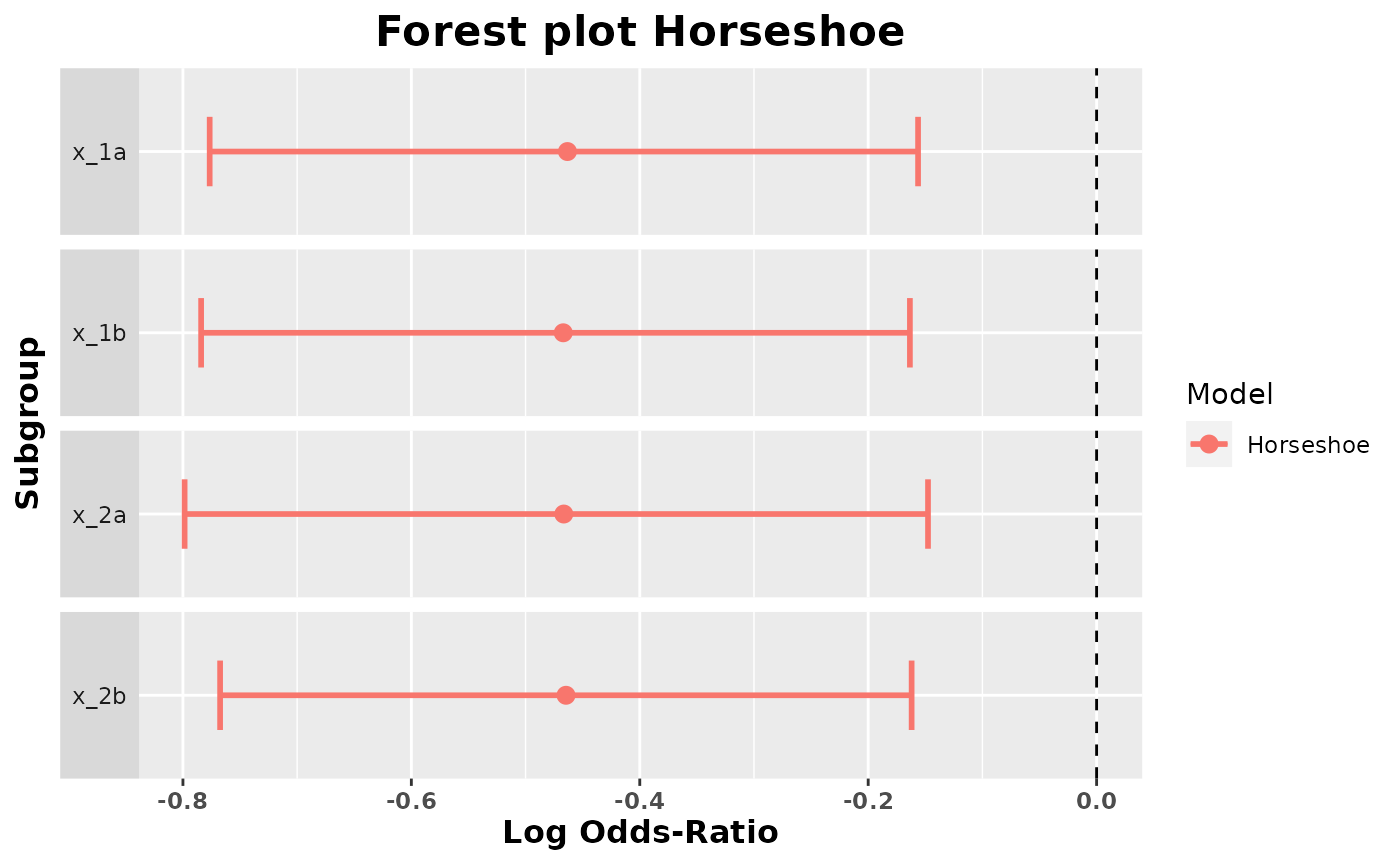 Forest plot Horseshoe
Subgroup
x_1a
x_1b
x_2a
x_2b
-0.8 -0.6 -0.4 -0.2 0.0
Log Odds-Ratio
Model
Horseshoe